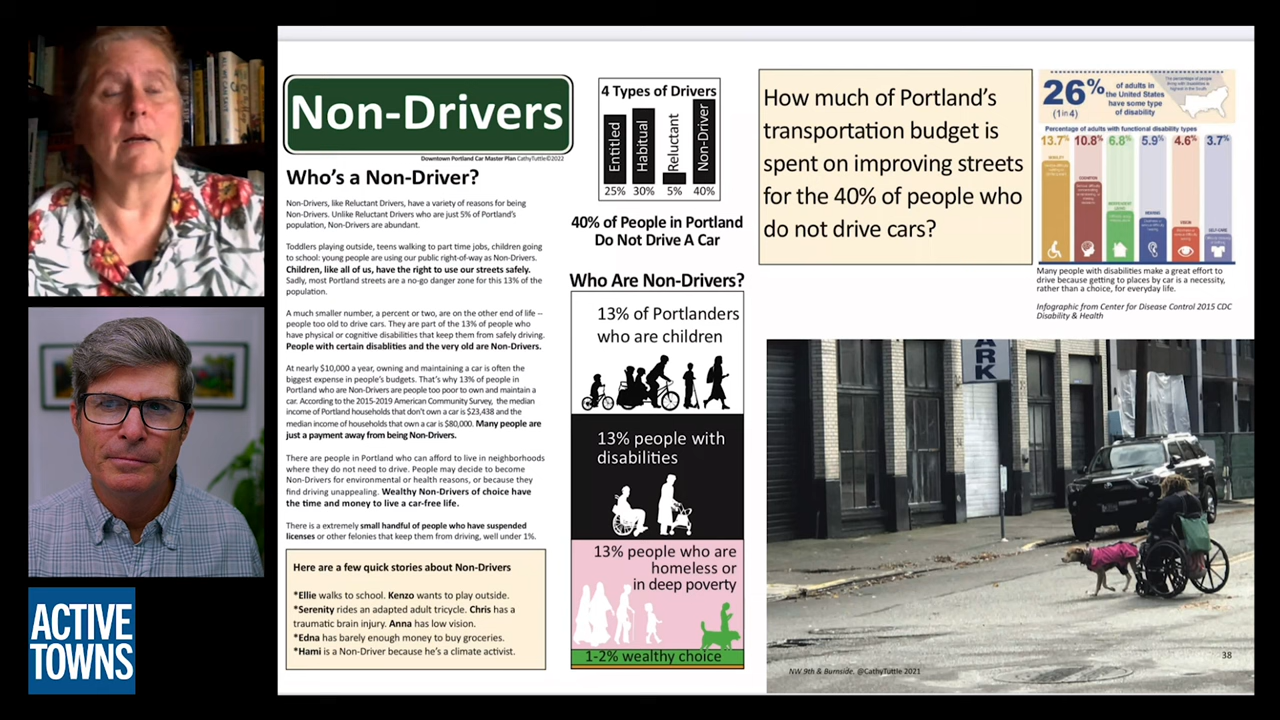 Non-Drivers
Downtown Portland Car Master Plan CathyTuttle©2022
Who's a Non-Driver?
Non-Drivers, like Reluctant Drivers, have a variety of reasons for being
Non-Drivers. Unlike Reluctant Drivers who are just 5% of Portland's
population, Non-Drivers are abundant.
Toddlers playing outside, teens walking to part time jobs, children going
to school: young people are using our public right-of-way as Non-Drivers.
Children, like all of us, have the right to use our streets safely.
Sadly, most Portland streets are a no-go danger zone for this 13% of the
population.
A much smaller number, a percent or two, are on the other end of life --
people too old to drive cars. They are part of the 13% of people who
have physical or cognitive disabilities that keep them from safely driving.
People with certain disablities and the very old are Non-Drivers.
At nearly $10,000 a year, owning and maintaining a car is often the
biggest expense in people's budgets. That's why 13% of people in
Portland who are Non-Drivers are people too poor to own and maintain a
car. According to the 2015-2019 American Community Survey, the median
income of Portland households that don't own a car is $23,438 and the
median income of households that own a car is $80,000. Many people are
just a payment away from being Non-Drivers.
There are people in Portland who can afford to live in neighborhoods
where they do not need to drive. People may decide to become
Non-Drivers for environmental or health reasons, or because they
find driving unappealing. Wealthy Non-Drivers of choice have
the time and money to live a car-free life.
There is a extremely small handful of people who have suspended
licenses or other felonies that keep them from driving, well under 1%.
Here are a few quick stories about Non-Drivers
*Ellie walks to school. Kenzo wants to play outside.
*Serenity rides an adapted adult tricycle. Chris has a
traumatic brain injury. Anna has low vision.
*Edna has barely enough money to buy groceries.
*Hami is a Non-Driver because he's a climate activist.
4 Types of Drivers
Entitled
Habitual
Reluctant
Non-Driver
25% 30% 5% 40%
40% of People in Portland
Do Not Drive A Car
Who Are Non-Drivers?
13% of Portlanders
who are children
13% people with
disabilities
13% people who are
homeless or
in deep poverty
1-2% wealthy choice
How much of Portland's
transportation budget is
spent on improving streets
for the 40% of people who
do not drive cars?
26%
(1 in 4)
of adults in
the United States
have some type
of disability
Percentage of adults with functional disability types
13.7% 10.8% 6.8% 5.9% 4.6% 3.7%
Many people with disabilities make a great effort to
drive because getting to places by car is a necessity,
rather than a choice, for everyday life.
Infographic from Center for Disease Control 2015 CDC
Disability & Health
ARK
38
NW 9th & Burnside. @CathyTuttle 2021
ACTIVE
TOWNS